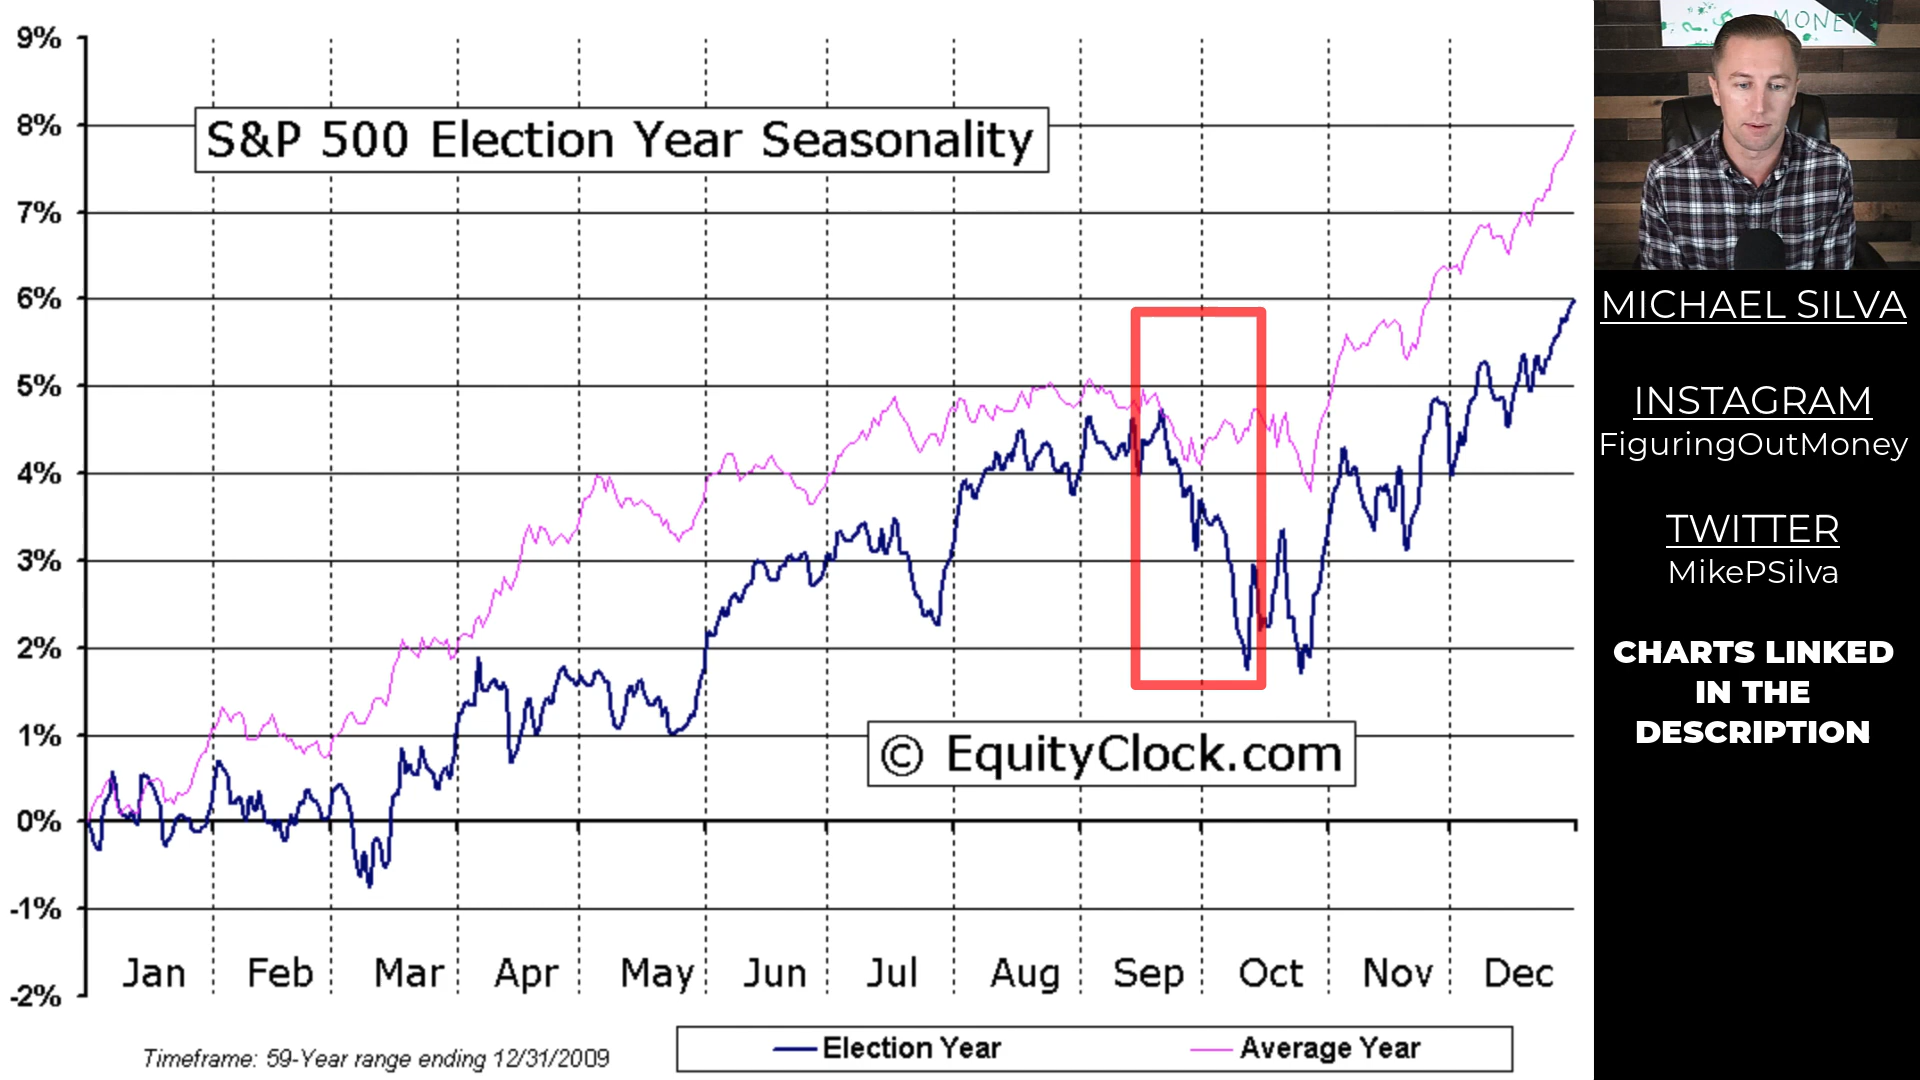 9%
8%
7%
6%
5%
4%
3%
2%
1%
0%
-1%
-2%
S&P 500 Election Year Seasonality
© EquityClock.com
Jan Feb Mar Apr May Jun Jul Aug Sep Oct Nov Dec
Timeframe: 59-Year range ending 12/31/2009
Election Year Average Year
MONEY
MICHAEL SILVA
INSTAGRAM
FiguringOutMoney
TWITTER
MikePSilva
CHARTS LINKED
IN THE
DESCRIPTION